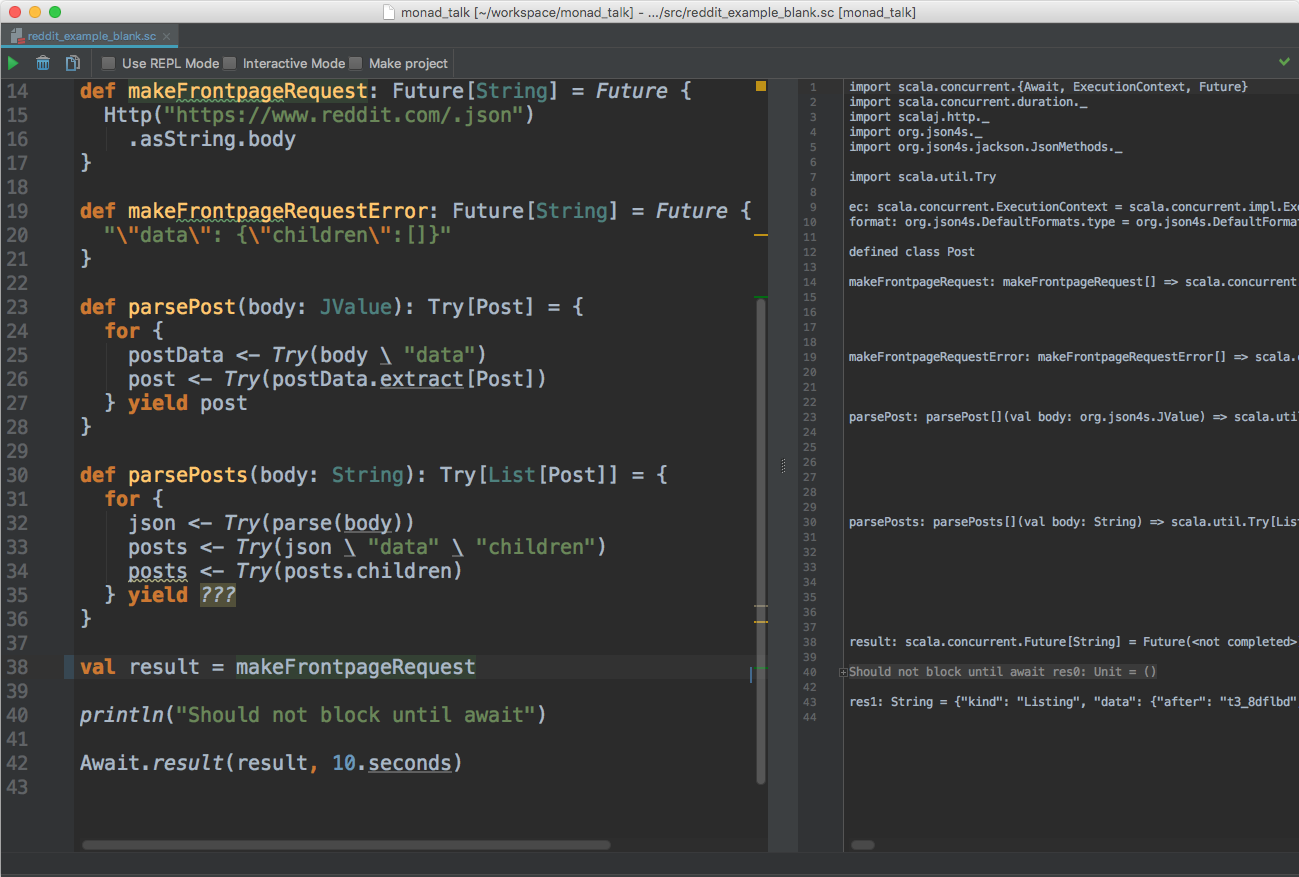 monad_talk [~/workspace/monad_talk] - .../src/reddit_example_blank.sc [monad_talk]
reddit_example_blank.sc
Use REPL Mode Interactive Mode Make project
14 def makeFrontpageRequest: Future[String] = Future {
15 Http("https://www.reddit.com/.json")
16 .asString.body
17 }
18
19 def makeFrontpageRequestError: Future[String] = Future {
20 "\"data\": {\"children\":[]}"
21 }
22
23 def parsePost(body: JValue): Try[Post] = {
24 for {
25 postData <- Try(body \ "data")
26 post <- Try(postData.extract[Post])
27 } yield post
28 }
29
30 def parsePosts(body: String): Try[List[Post]] = {
31 for {
32 json <- Try(parse(body))
33 posts <- Try(json \ "data" \ "children")
34 posts <- Try(posts.children)
35 } yield ???
36 }
37
38 val result = makeFrontpageRequest
39
40 println("Should not block until await")
41
42 Await.result(result, 10.seconds)
43
1 import scala.concurrent.{Await, ExecutionContext, Future}
2 import scala.concurrent.duration._
3 import scalaj.http._
4 import org.json4s._
5 import org.json4s.jackson.JsonMethods._
6
7 import scala.util.Try
8
9 ec: scala.concurrent.ExecutionContext = scala.concurrent.impl.Exe
10 format: org.json4s.DefaultFormats.type = org.json4s.DefaultFormat
11
12 defined class Post
13
14 makeFrontpageRequest: makeFrontpageRequest[] => scala.concurrent
15
16
17
18
19 makeFrontpageRequestError: makeFrontpageRequestError[] => scala.
20
21
22
23 parsePost: parsePost[](val body: org.json4s.JValue) => scala.util
24
25
26
27
28
29
30 parsePosts: parsePosts[](val body: String) => scala.util.Try[List
31
32
33
34
35
36
37
38 result: scala.concurrent.Future[String] = Future(<not completed>
39
40 Should not block until await res0: Unit = ()
42
43 res1: String = {"kind": "Listing", "data": {"after": "t3_8dflbd"
44